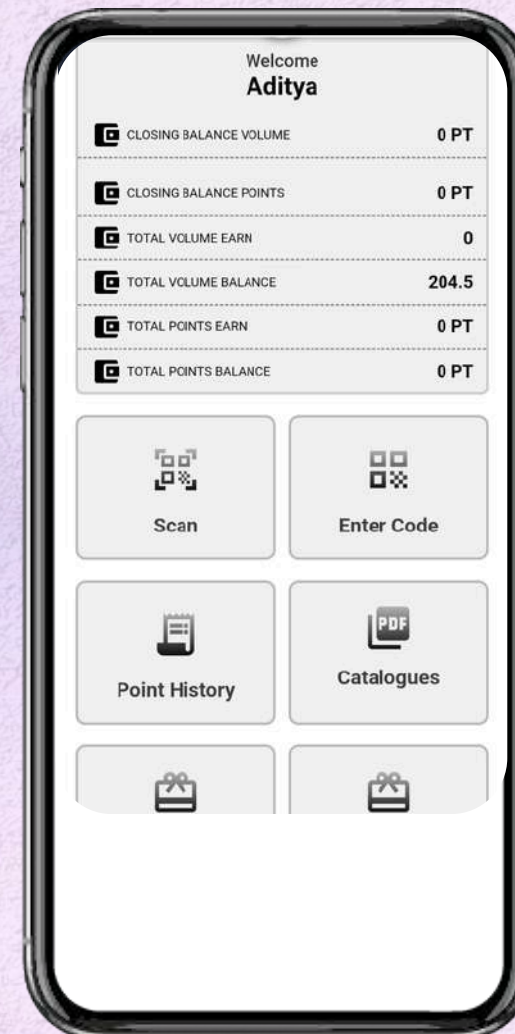 Welcome
Aditya
CLOSING BALANCE VOLUME 0 PT
CLOSING BALANCE POINTS 0 PT
TOTAL VOLUME EARN 0
TOTAL VOLUME BALANCE 204.5
TOTAL POINTS EARN 0 PT
TOTAL POINTS BALANCE 0 PT
Scan Enter Code
PDF
Point History Catalogues